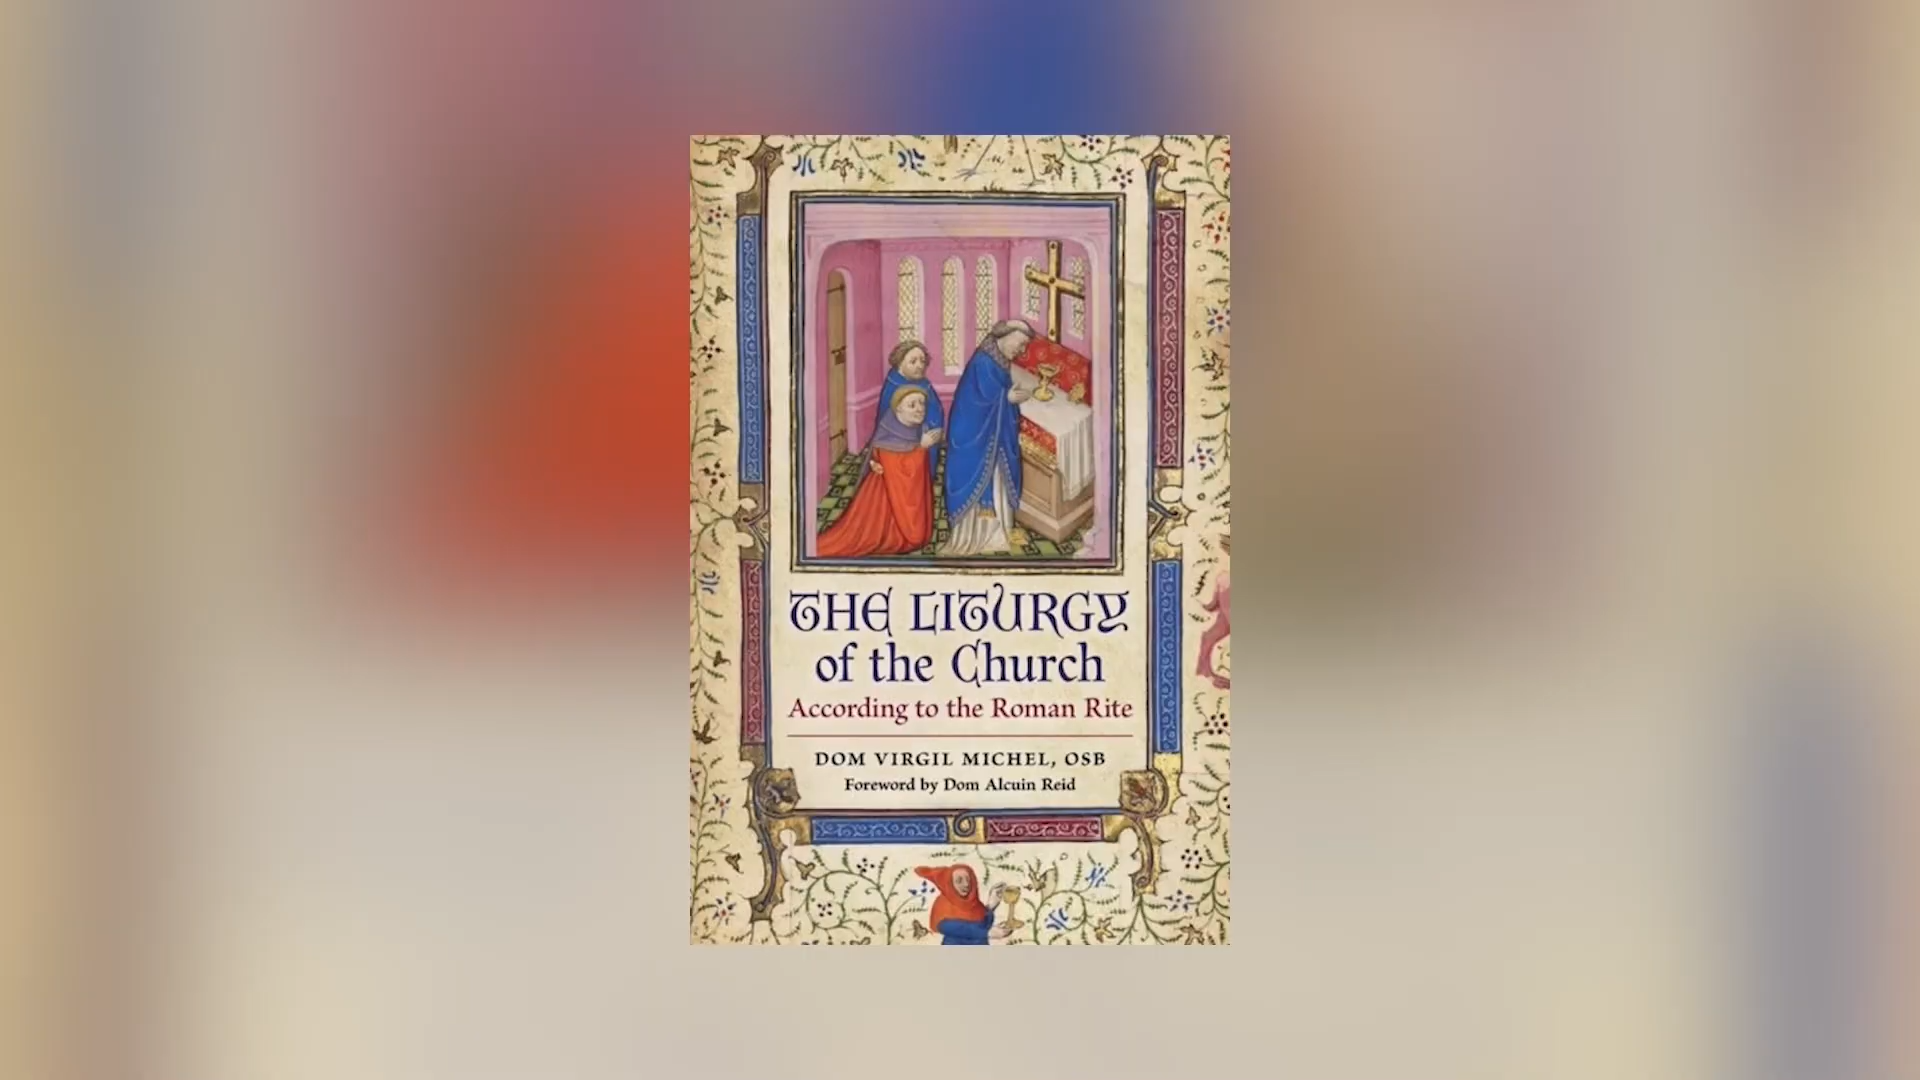 THE LITURGY
of the Church
According to the Roman Rite
DOM VIRGIL MICHEL, OSB
Foreword by Dom Alcuin Reid